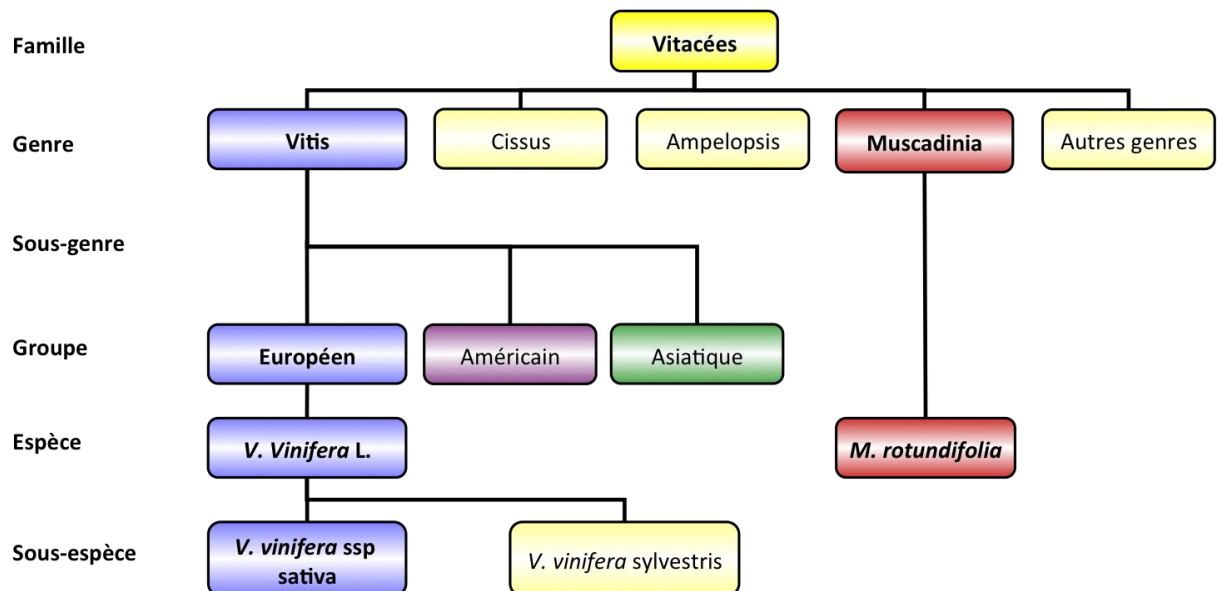 Famille
Vitacées
Genre
Vitis
Cissus
Ampelopsis
Muscadinia
Autres genres
Sous-genre
Groupe
Européen
Américain
Asiatique
Espèce
V. Vinifera L.
M. rotundifolia
Sous-espèce
V. vinifera ssp
sativa
V. vinifera sylvestris